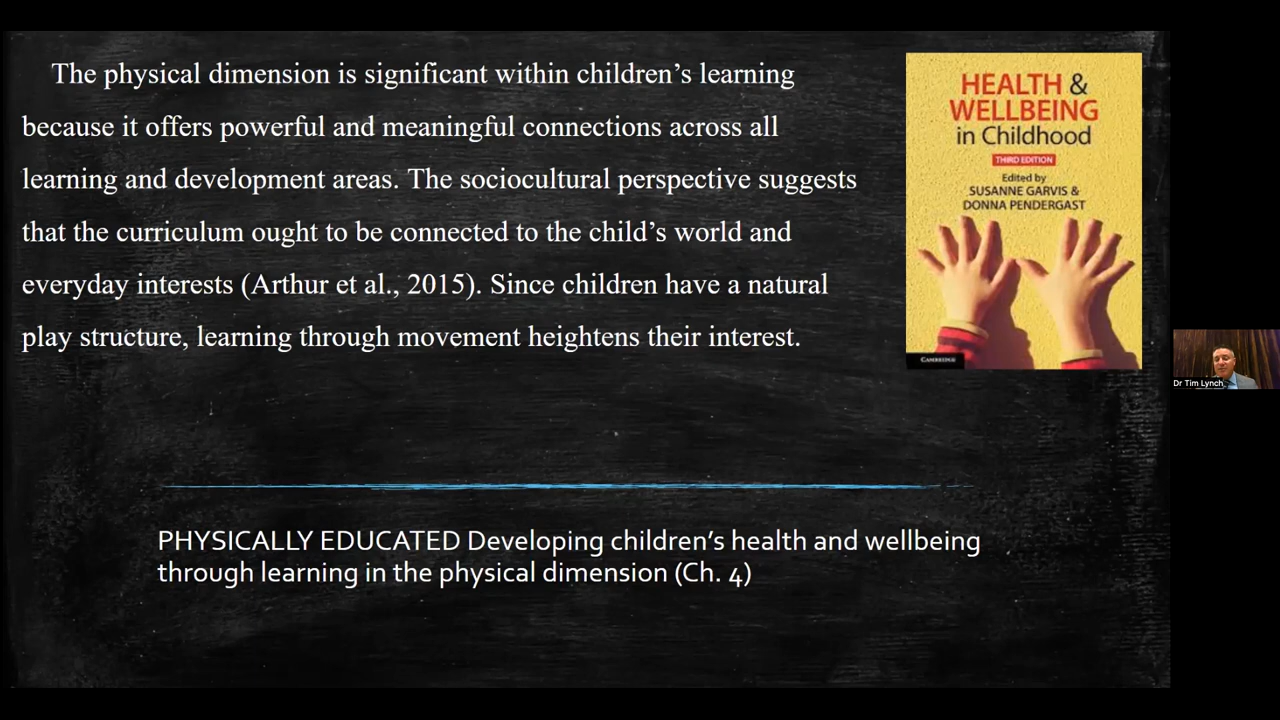 The physical dimension is significant within children’s learning
because it offers powerful and meaningful connections across all
learning and development areas. The sociocultural perspective suggests
that the curriculum ought to be connected to the child’s world and
everyday interests (Arthur et al., 2015). Since children have a natural
play structure, learning through movement heightens their interest.
HEALTH &
WELLBEING
in Childhood
THIRD EDITION
Edited by
SUSANNE GARVIS &
DONNA PENDERGAST
CAMBRIDGE
Dr Tim Lynch
PHYSICALLY EDUCATED Developing children’s health and wellbeing
through learning in the physical dimension (Ch. 4)